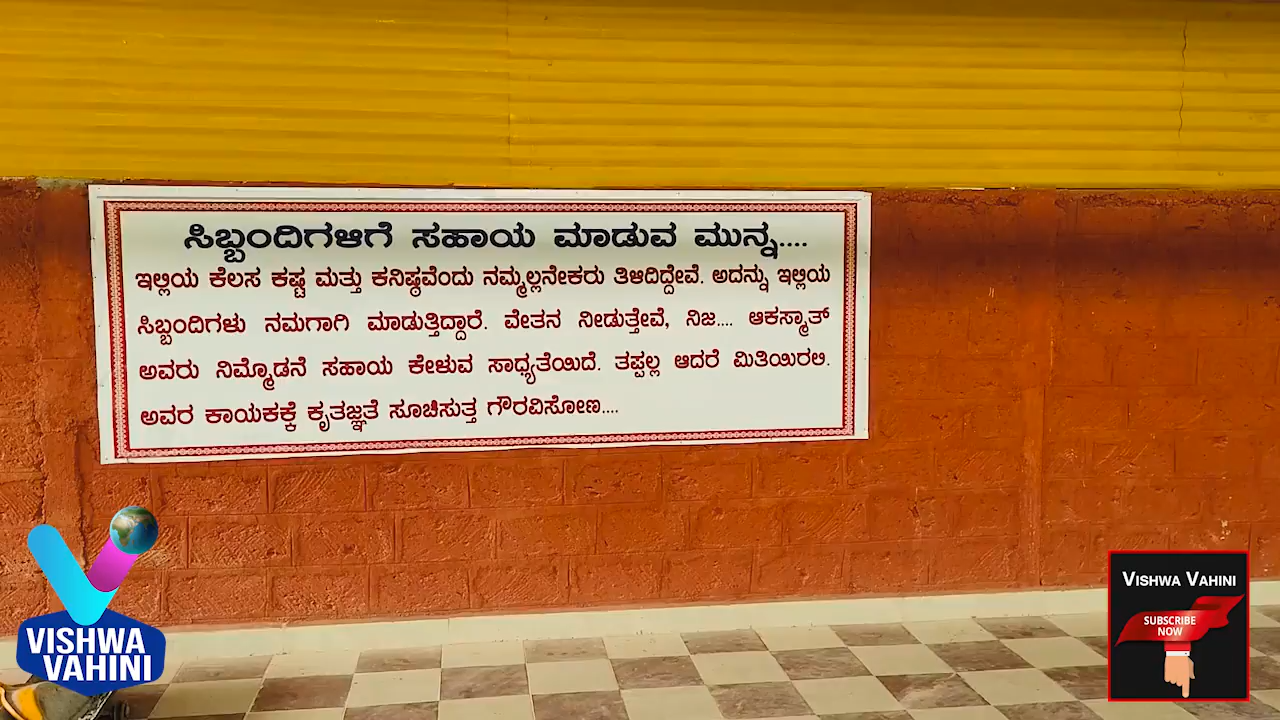 ಸಿಬ್ಬಂದಿಗಳಿಗೆ ಸಹಾಯ ಮಾಡುವ ಮುನ್ನ....
ಇಲ್ಲಿಯ ಕೆಲಸ ಕಷ್ಟ ಮತ್ತು ಕನಿಷ್ಠವೆಂದು ನಮ್ಮಲ್ಲನೇಕರು ತಿಳಿದಿದ್ದೇವೆ. ಅದನ್ನು ಇಲ್ಲಿಯ
ಸಿಬ್ಬಂದಿಗಳು ನಮಗಾಗಿ ಮಾಡುತ್ತಿದ್ದಾರೆ. ವೇತನ ನೀಡುತ್ತೇವೆ, ನಿಜ.... ಆಕಸ್ಮಾತ್
ಅವರು ನಿಮ್ಮೊಡನೆ ಸಹಾಯ ಕೇಳುವ ಸಾಧ್ಯತೆಯಿದೆ. ತಪ್ಪಲ್ಲ ಆದರೆ ಮಿತಿಯಿರಲಿ.
ಅವರ ಕಾಯಕಕ್ಕೆ ಕೃತಜ್ಞತೆ ಸೂಚಿಸುತ್ತ ಗೌರವಿಸೋಣ....
VISHWA
VAHINI
VISHWA VAHINI
SUBSCRIBE
NOW